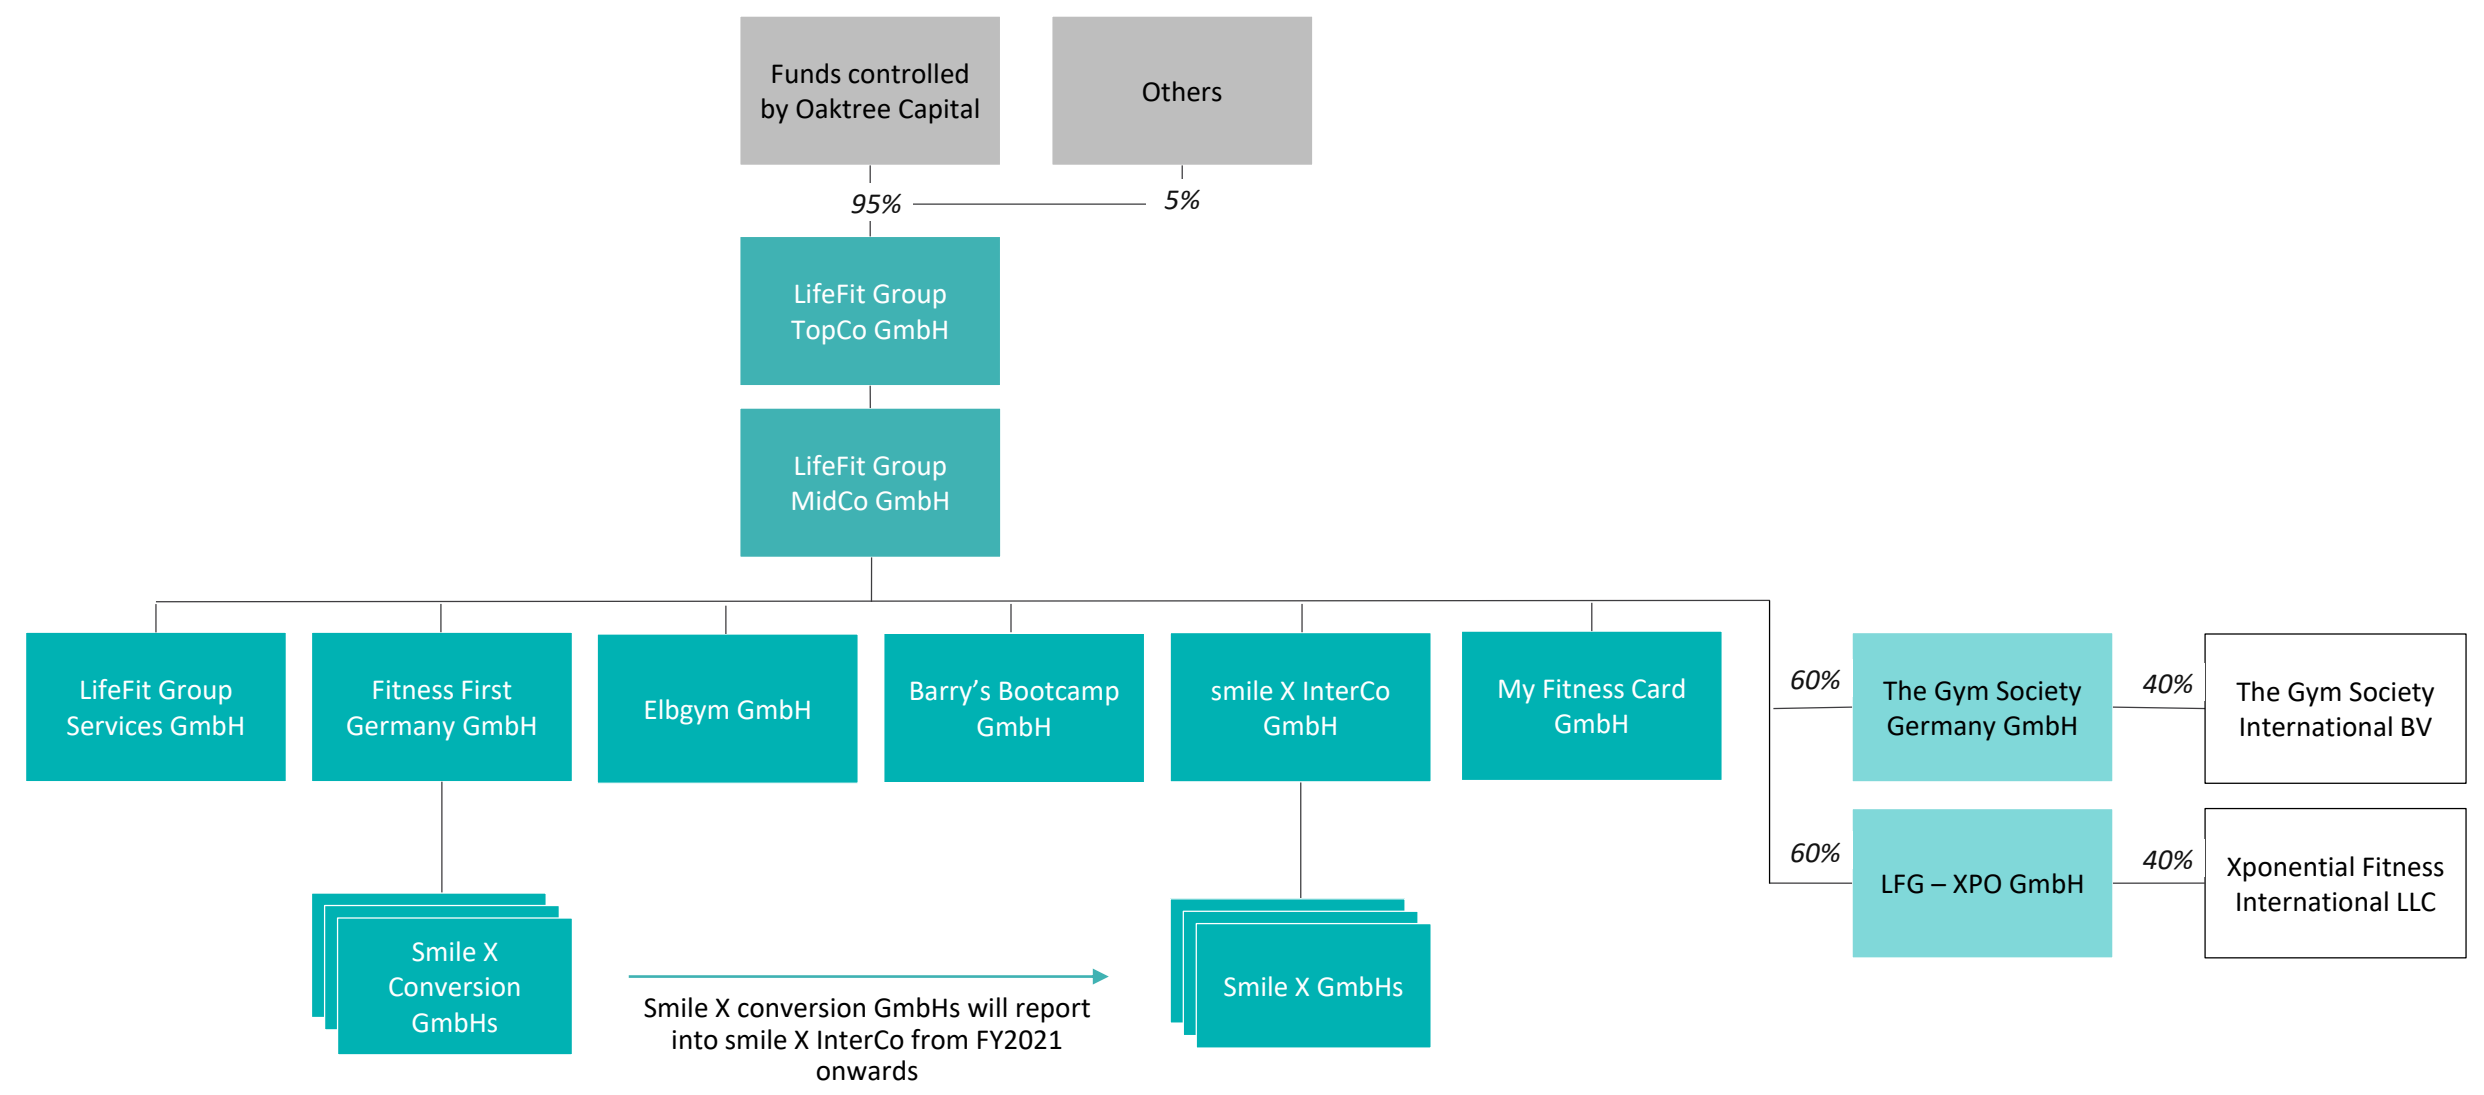 Funds controlled
by Oaktree Capital
Others
95%
5%
LifeFit Group
TopCo GmbH
LifeFit Group
MidCo GmbH
LifeFit Group
Services GmbH
Fitness First
Germany GmbH
Elbgym GmbH
Barry’s Bootcamp
GmbH
smile X InterCo
GmbH
My Fitness Card
GmbH
60%
The Gym Society
Germany GmbH
40%
The Gym Society
International BV
60%
LFG – XPO GmbH
40%
Xponential Fitness
International LLC
Smile X
Conversion
GmbHs
Smile X conversion GmbHs will report
into smile X InterCo from FY2021
onwards
Smile X GmbHs